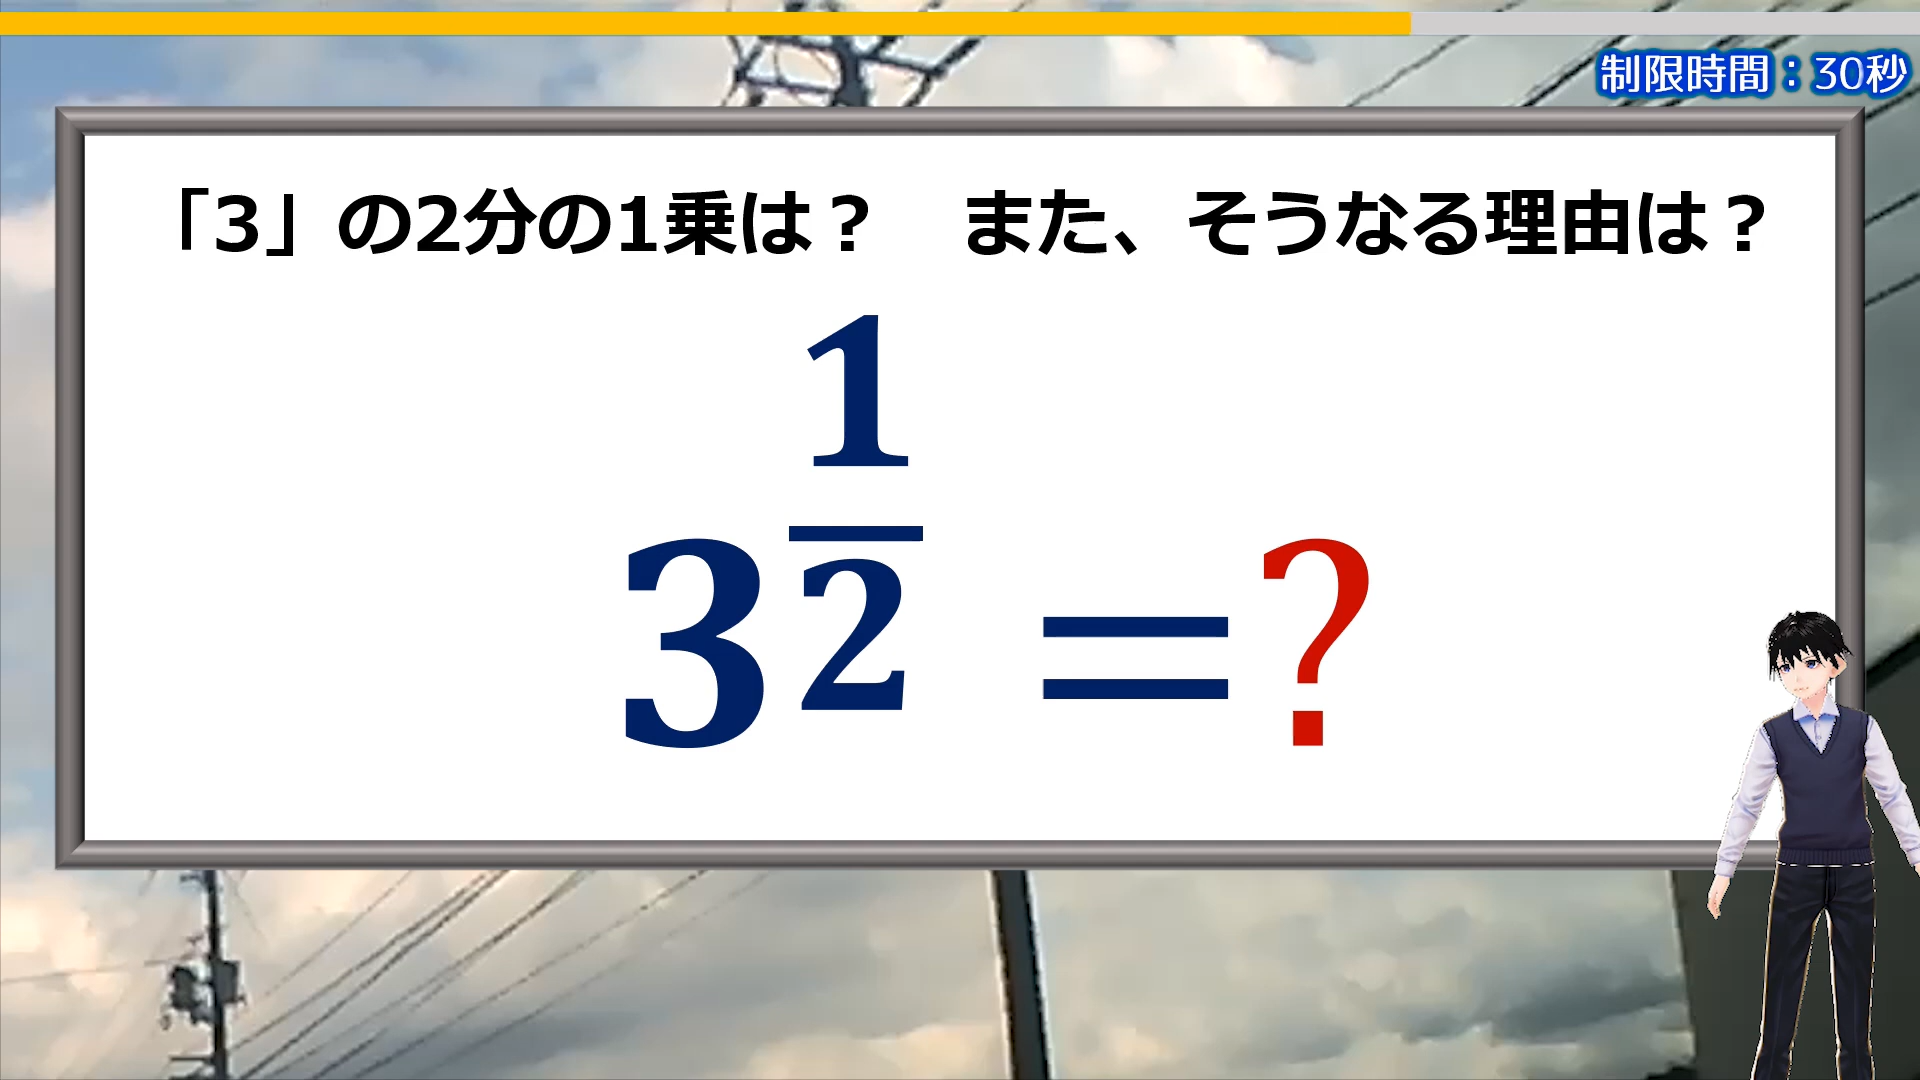 制限時間：30秒
「3」の2分の1乗は？　また、そうなる理由は？
3^{1/2} = ?